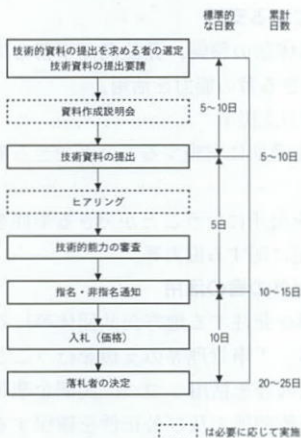 標準的な日数
累計日数
技術的資料の提出を求める者の選定
技術資料の提出要請
資料作成説明会
5～10日
技術資料の提出
5～10日
ヒアリング
5日
技術的能力の審査
指名・非指名通知
10～15日
入札(価格)
10日
落札者の決定
20～25日
は必要に応じて実施